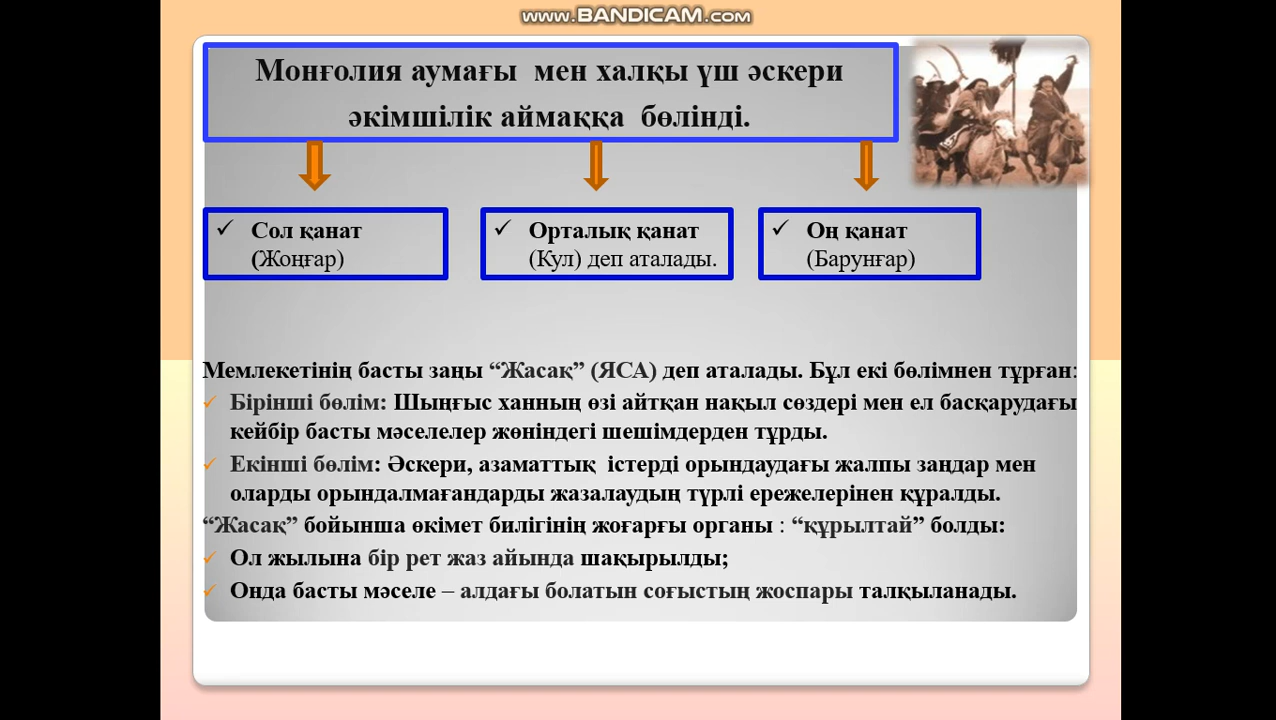 www.BANDICAM.com
Монғолия аумағы мен халқы үш әскери
әкімшілік аймаққа бөлінді.
✓ Сол қанат
(Жоңғар)
✓ Орталық қанат
(Кул) деп аталады.
✓ Оң қанат
(Барунғар)
Мемлекетінің басты заңы “Жасақ” (ЯСА) деп аталады. Бұл екі бөлімнен тұрған:
✓ Бірінші бөлім: Шыңғыс ханның өзі айтқан нақыл сөздері мен ел басқарудағы
кейбір басты мәселелер жөніндегі шешімдерден тұрды.
✓ Екінші бөлім: Әскери, азаматтық істерді орындаудағы жалпы заңдар мен
оларды орындалмағандарды жазалаудың түрлі ережелерінен құралды.
“Жасақ” бойынша өкімет билігінің жоғарғы органы : “құрылтай” болды:
✓ Ол жылына бір рет жаз айында шақырылды;
✓ Онда басты мәселе – алдағы болатын соғыстың жоспары талқыланады.